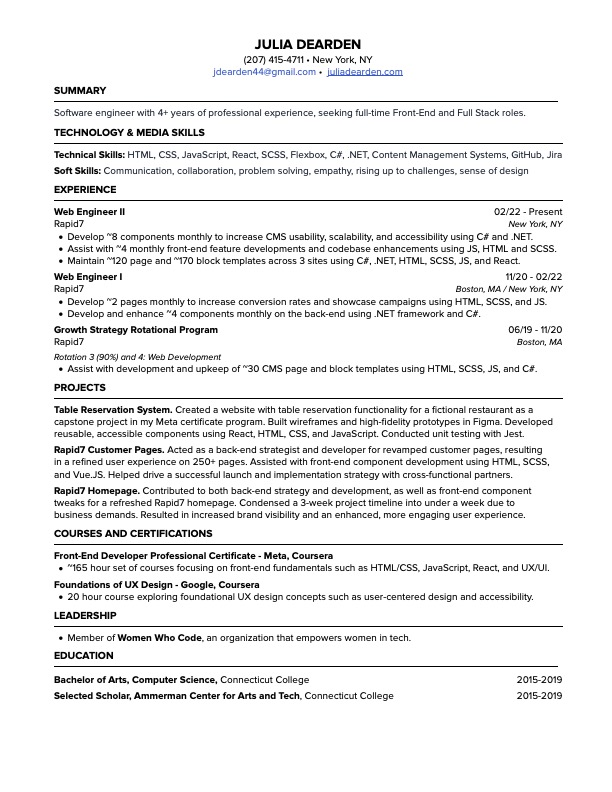 JULIA DEARDEN
(207) 415-4711 • New York, NY
jdearden44@gmail.com • juliadearden.com
SUMMARY
Software engineer with 4+ years of professional experience, seeking full-time Front-End and Full Stack roles.
TECHNOLOGY & MEDIA SKILLS
Technical Skills: HTML, CSS, JavaScript, React, SCSS, Flexbox, C#, .NET, Content Management Systems, GitHub, Jira
Soft Skills: Communication, collaboration, problem solving, empathy, rising up to challenges, sense of design
EXPERIENCE
Web Engineer II 02/22 - Present
Rapid7 New York, NY
• Develop ~8 components monthly to increase CMS usability, scalability, and accessibility using C# and .NET.
• Assist with ~4 monthly front-end feature developments and codebase enhancements using JS, HTML and SCSS.
• Maintain ~120 page and ~170 block templates across 3 sites using C#, .NET, HTML, SCSS, JS, and React.
Web Engineer I 11/20 - 02/22
Rapid7 Boston, MA / New York, NY
• Develop ~2 pages monthly to increase conversion rates and showcase campaigns using HTML, SCSS, and JS.
• Develop and enhance ~4 components monthly on the back-end using .NET framework and C#.
Growth Strategy Rotational Program 06/19 - 11/20
Rapid7 Boston, MA
Rotation 3 (90%) and 4: Web Development
• Assist with development and upkeep of ~30 CMS page and block templates using HTML, SCSS, JS, and C#.
PROJECTS
Table Reservation System. Created a website with table reservation functionality for a fictional restaurant as a
capstone project in my Meta certificate program. Built wireframes and high-fidelity prototypes in Figma. Developed
reusable, accessible components using React, HTML, CSS, and JavaScript. Conducted unit testing with Jest.
Rapid7 Customer Pages. Acted as a back-end strategist and developer for revamped customer pages, resulting
in a refined user experience on 250+ pages. Assisted with front-end component development using HTML, SCSS,
and Vue.JS. Helped drive a successful launch and implementation strategy with cross-functional partners.
Rapid7 Homepage. Contributed to both back-end strategy and development, as well as front-end component
tweaks for a refreshed Rapid7 homepage. Condensed a 3-week project timeline into under a week due to
business demands. Resulted in increased brand visibility and an enhanced, more engaging user experience.
COURSES AND CERTIFICATIONS
Front-End Developer Professional Certificate - Meta, Coursera
• ~165 hour set of courses focusing on front-end fundamentals such as HTML/CSS, JavaScript, React, and UX/UI.
Foundations of UX Design - Google, Coursera
• 20 hour course exploring foundational UX design concepts such as user-centered design and accessibility.
LEADERSHIP
• Member of Women Who Code, an organization that empowers women in tech.
EDUCATION
Bachelor of Arts, Computer Science, Connecticut College 2015-2019
Selected Scholar, Ammerman Center for Arts and Tech, Connecticut College 2015-2019